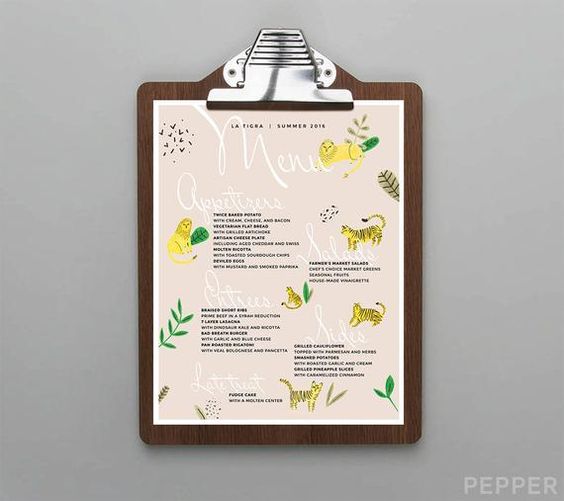 LA TIGRA | SUMMER 2016
Menu
Appetizers
TWICE BAKED POTATO
WITH CREAM, CHEESE, AND BACON
VEGETARIAN FLAT BREAD
WITH GRILLED ARTICHOKE
ARTISAN CHEESE PLATE
INCLUDING AGED CHEDDAR AND SWISS
MOLTEN RICOTTA
WITH TOASTED SOURDOUGH CHIPS
DEVILED EGGS
WITH MUSTARD AND SMOKED PAPRIKA
Salads
FARMER'S MARKET SALADS
CHEF'S CHOICE MARKET GREENS
SEASONAL FRUITS
HOUSE-MADE VINAIGRETTE
Entrees
BRAISED SHORT RIBS
PRIME BEEF IN A SYRAH REDUCTION
7 LAYER LASAGNA
WITH DINOSAUR KALE AND RICOTTA
BAD BREATH BURGER
WITH GARLIC AND BLUE CHEESE
PAN ROASTED RIGATONI
WITH VEAL BOLOGNESE AND PANCETTA
Sides
GRILLED CAULIFLOWER
TOPPED WITH PARMESAN AND HERBS
SMASHED POTATOES
WITH ROASTED GARLIC AND CREAM
GRILLED PINEAPPLE SLICES
WITH CARAMELIZED CINNAMON
Late treat
FUDGE CAKE
WITH A MOLTEN CENTER
PEPPER